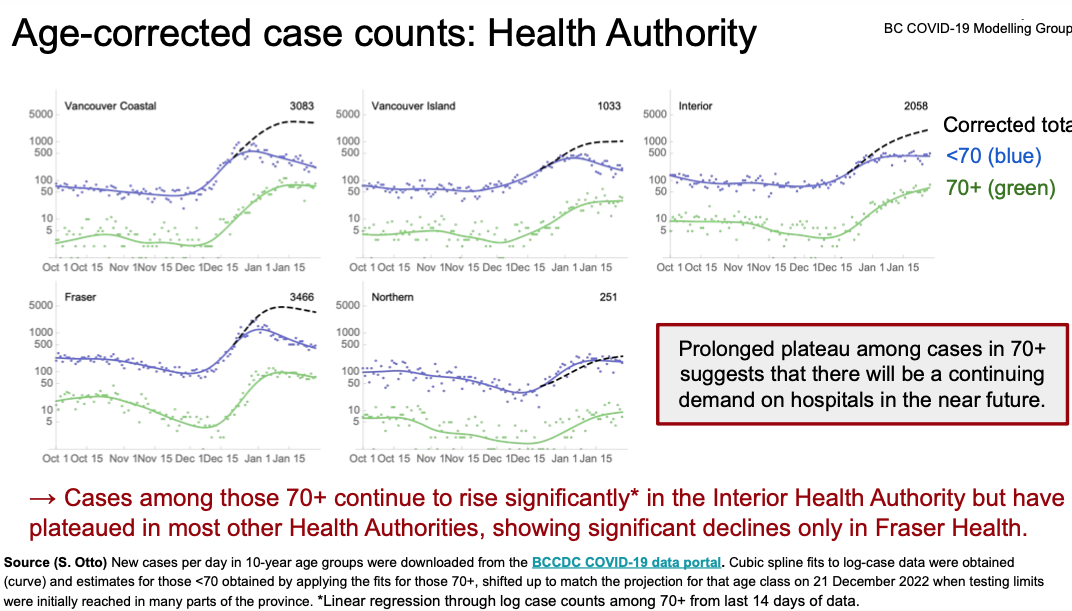 Age-corrected case counts: Health Authority
BC COVID-19 Modelling Group
Vancouver Coastal 3083
5000
1000
500
100
50
10
5
Oct 1 Oct 15 Nov 1 Nov 15 Dec 1 Dec 15 Jan 1 Jan 15
Vancouver Island 1033
5000
1000
500
100
50
10
5
Oct 1 Oct 15 Nov 1 Nov 15 Dec 1 Dec 15 Jan 1 Jan 15
Interior 2058
5000
1000
500
100
50
10
5
Oct 1 Oct 15 Nov 1 Nov 15 Dec 1 Dec 15 Jan 1 Jan 15
Corrected tota
<70 (blue)
70+ (green)
Fraser 3466
5000
1000
500
100
50
10
5
Oct 1 Oct 15 Nov 1 Nov 15 Dec 1 Dec 15 Jan 1 Jan 15
Northern 251
5000
1000
500
100
50
10
5
Oct 1 Oct 15 Nov 1 Nov 15 Dec 1 Dec 15 Jan 1 Jan 15
Prolonged plateau among cases in 70+
suggests that there will be a continuing
demand on hospitals in the near future.
→ Cases among those 70+ continue to rise significantly* in the Interior Health Authority but have
plateaued in most other Health Authorities, showing significant declines only in Fraser Health.
Source (S. Otto) New cases per day in 10-year age groups were downloaded from the BCCDC COVID-19 data portal. Cubic spline fits to log-case data were obtained
(curve) and estimates for those <70 obtained by applying the fits for those 70+, shifted up to match the projection for that age class on 21 December 2022 when testing limits
were initially reached in many parts of the province. *Linear regression through log case counts among 70+ from last 14 days of data.